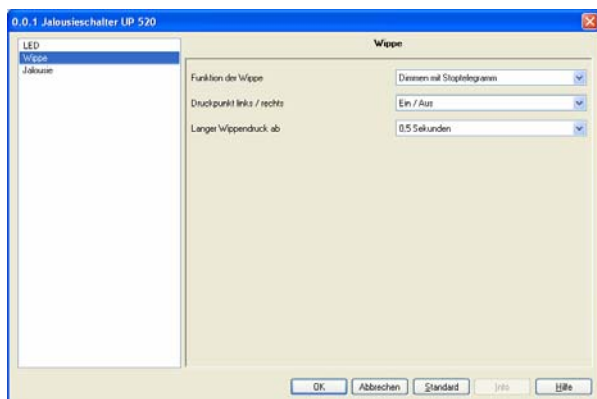 0.0.1 Jalousieschalter UP 520
LED
Wippe
Jalousie
Wippe
Funktion der Wippe
Dimmen mit Stoptelegramm
Druckpunkt links / rechts
Ein / Aus
Langer Wippendruck ab
0.5 Sekunden
OK
Abbrechen
Standard
Info
Hilfe